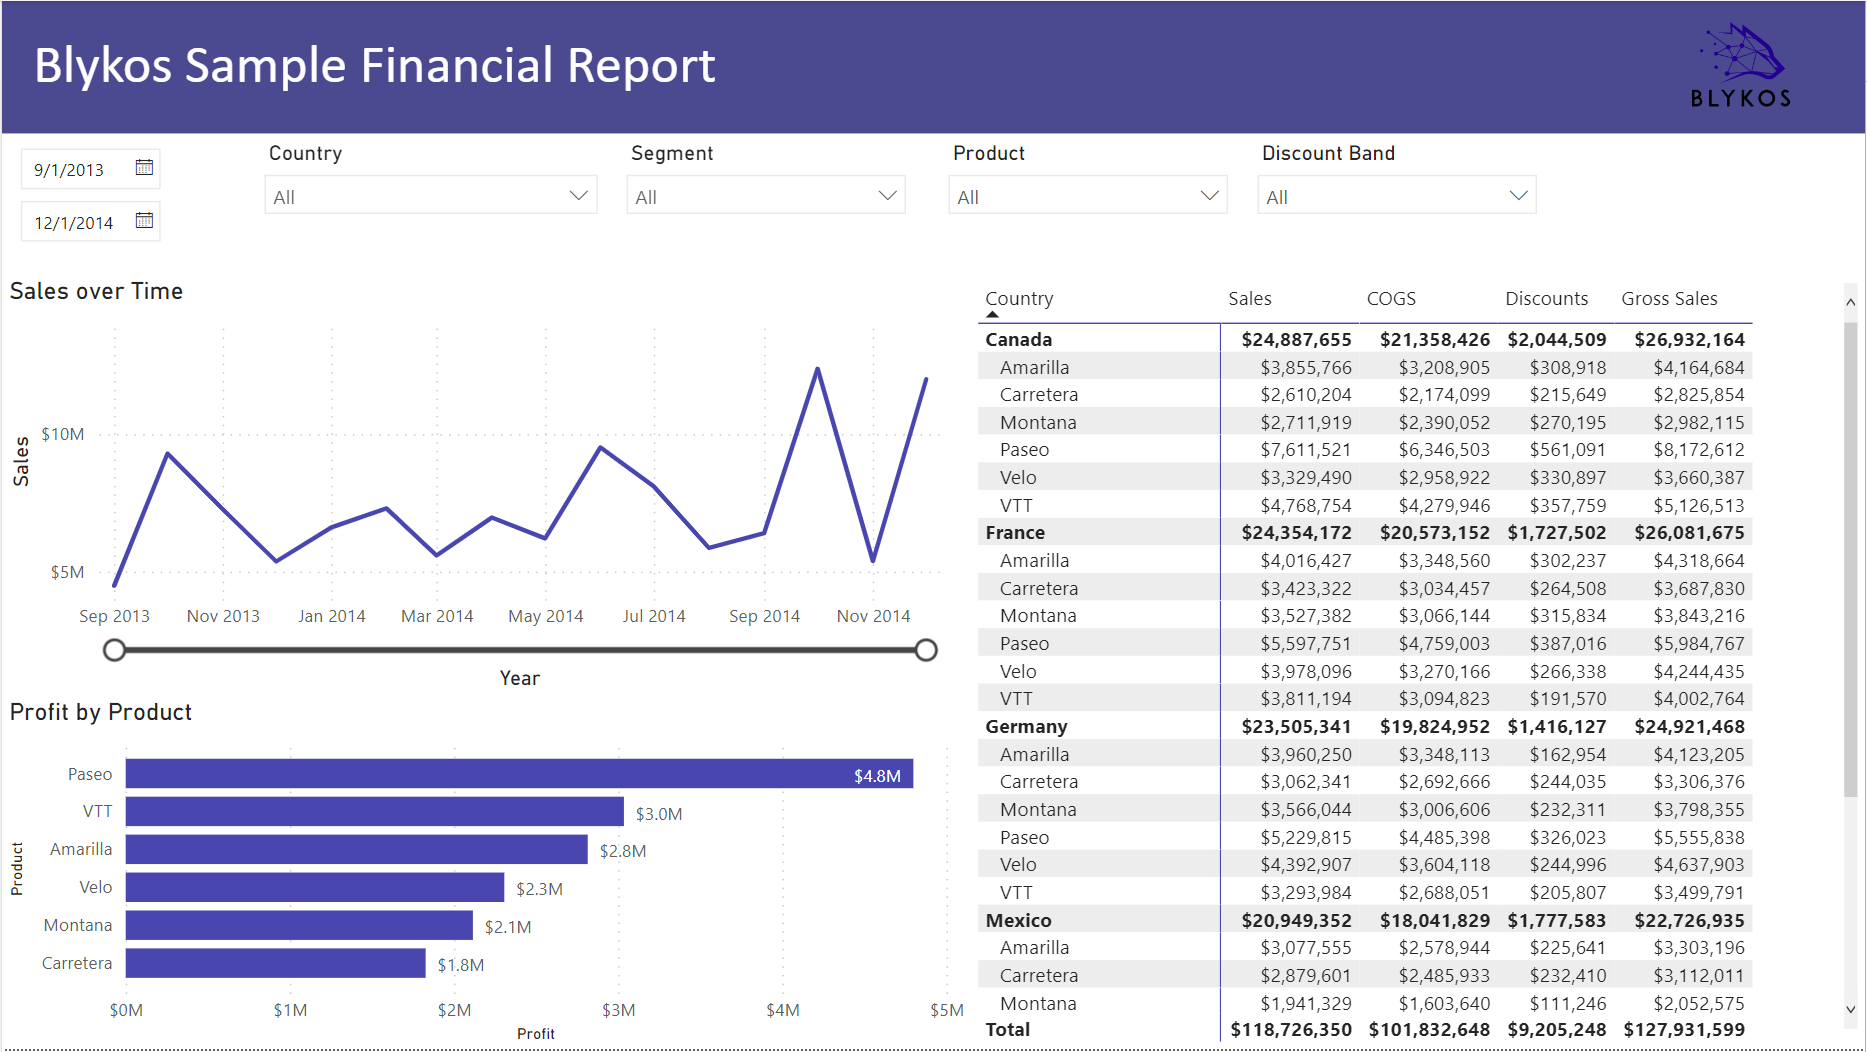 Blykos Sample Financial Report
BLYKOS
9/1/2013
12/1/2014
Country
All
Segment
All
Product
All
Discount Band
All
Sales over Time
Sales
$10M
$5M
Sep 2013 Nov 2013 Jan 2014 Mar 2014 May 2014 Jul 2014 Sep 2014 Nov 2014
Year
Profit by Product
Product
Paseo $4.8M
VTT $3.0M
Amarilla $2.8M
Velo $2.3M
Montana $2.1M
Carretera $1.8M
$0M $1M $2M $3M $4M $5M
Profit
Country Sales COGS Discounts Gross Sales
Canada $24,887,655 $21,358,426 $2,044,509 $26,932,164
Amarilla $3,855,766 $3,208,905 $308,918 $4,164,684
Carretera $2,610,204 $2,174,099 $215,649 $2,825,854
Montana $2,711,919 $2,390,052 $270,195 $2,982,115
Paseo $7,611,521 $6,346,503 $561,091 $8,172,612
Velo $3,329,490 $2,958,922 $330,897 $3,660,387
VTT $4,768,754 $4,279,946 $357,759 $5,126,513
France $24,354,172 $20,573,152 $1,727,502 $26,081,675
Amarilla $4,016,427 $3,348,560 $302,237 $4,318,664
Carretera $3,423,322 $3,034,457 $264,508 $3,687,830
Montana $3,527,382 $3,066,144 $315,834 $3,843,216
Paseo $5,597,751 $4,759,003 $387,016 $5,984,767
Velo $3,978,096 $3,270,166 $266,338 $4,244,435
VTT $3,811,194 $3,094,823 $191,570 $4,002,764
Germany $23,505,341 $19,824,952 $1,416,127 $24,921,468
Amarilla $3,960,250 $3,348,113 $162,954 $4,123,205
Carretera $3,062,341 $2,692,666 $244,035 $3,306,376
Montana $3,566,044 $3,006,606 $232,311 $3,798,355
Paseo $5,229,815 $4,485,398 $326,023 $5,555,838
Velo $4,392,907 $3,604,118 $244,996 $4,637,903
VTT $3,293,984 $2,688,051 $205,807 $3,499,791
Mexico $20,949,352 $18,041,829 $1,777,583 $22,726,935
Amarilla $3,077,555 $2,578,944 $225,641 $3,303,196
Carretera $2,879,601 $2,485,933 $232,410 $3,112,011
Montana $1,941,329 $1,603,640 $111,246 $2,052,575
Total $118,726,350 $101,832,648 $9,205,248 $127,931,599